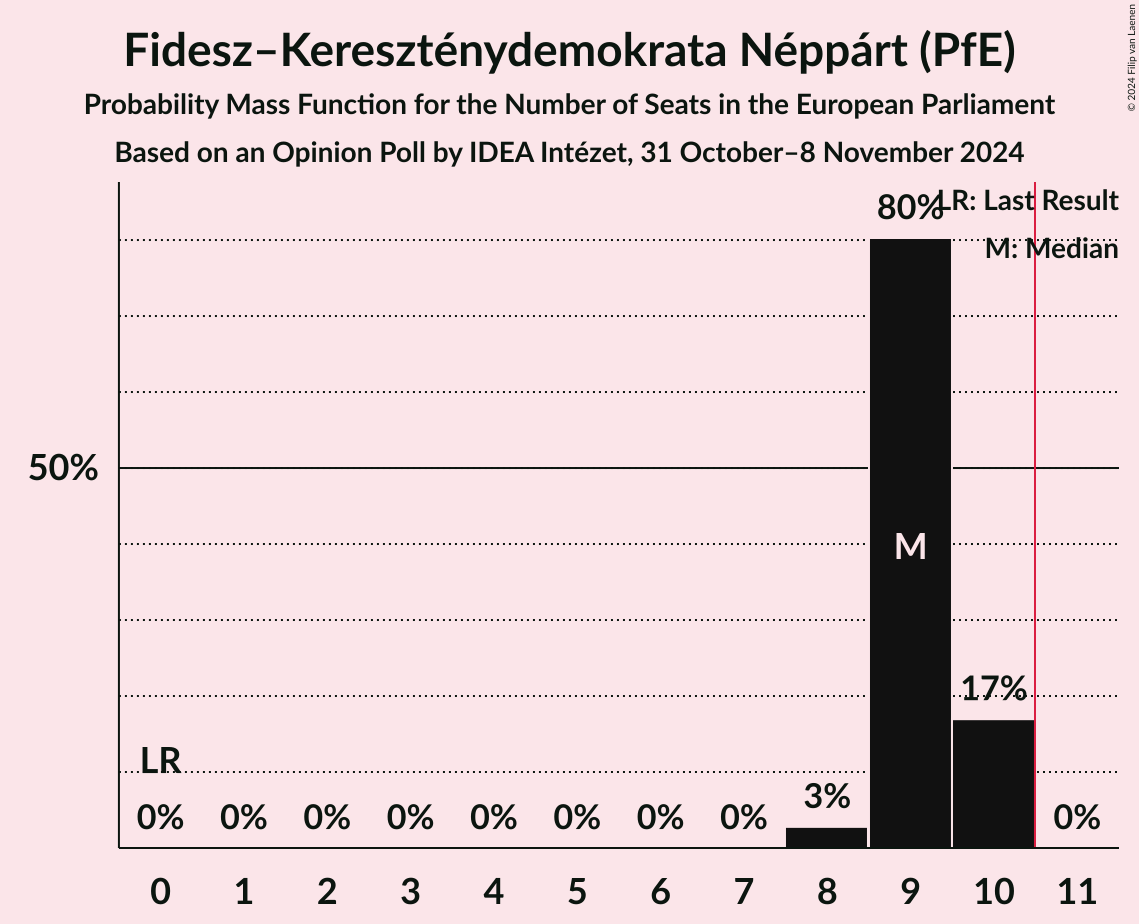 Fidesz–Kereszténydemokrata Néppárt (PfE)
Probability Mass Function for the Number of Seats in the European Parliament
Based on an Opinion Poll by IDEA Intézet, 31 October–8 November 2024
© 2024 Filip van Laenen
LR: Last Result
M: Median
80%
50%
M
17%
LR
3%
0% 0% 0% 0% 0% 0% 0% 0% 0%
0 1 2 3 4 5 6 7 8 9 10 11